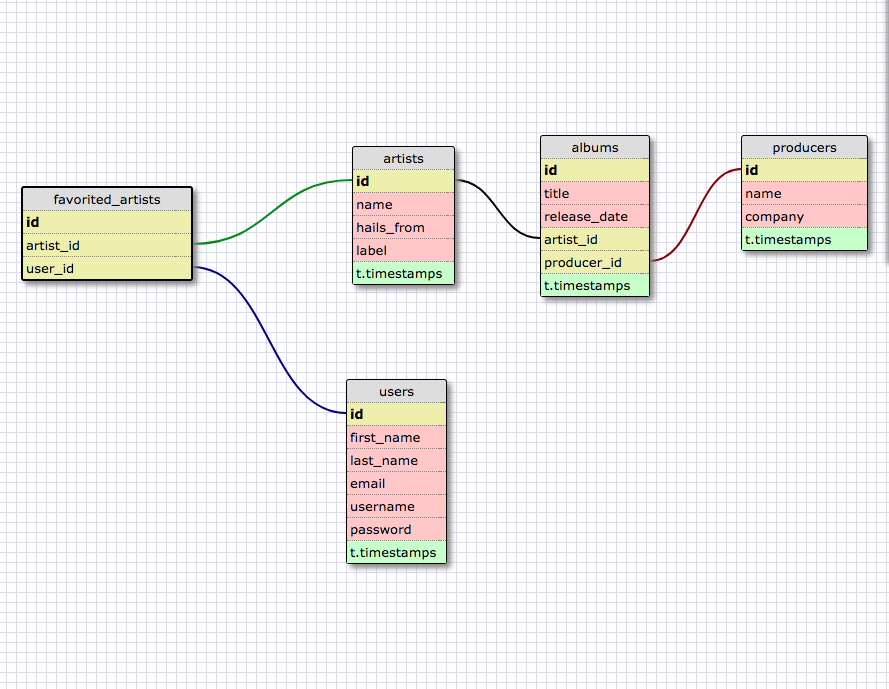 favorited_artists
id
artist_id
user_id
artists
id
name
hails_from
label
t.timestamps
albums
id
title
release_date
artist_id
producer_id
t.timestamps
producers
id
name
company
t.timestamps
users
id
first_name
last_name
email
username
password
t.timestamps